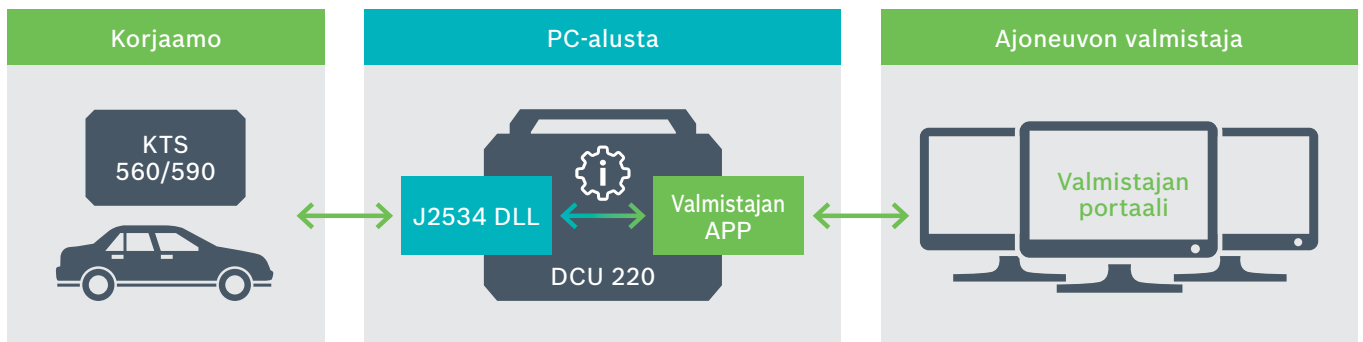 Korjaamo
PC-alusta
Ajoneuvon valmistaja
KTS
560/590
J2534 DLL
Valmistajan
APP
DCU 220
Valmistajan
portaali